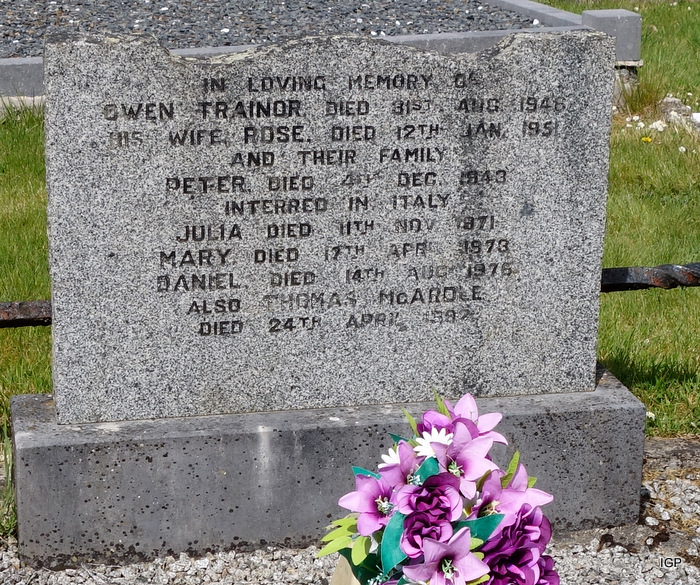 IN LOVING MEMORY OF
OWEN TRAINOR, DIED 31ST AUG. 1946
HIS WIFE, ROSE, DIED 12TH JAN. 1951
AND THEIR FAMILY
PETER, DIED 4TH DEC. 1943
INTERRED IN ITALY
JULIA DIED 11TH NOV 1971
MARY DIED 17TH APR. 1973
DANIEL DIED 14TH AUG 1975
ALSO THOMAS McARDLE
DIED 24TH APRIL 1992
IGP